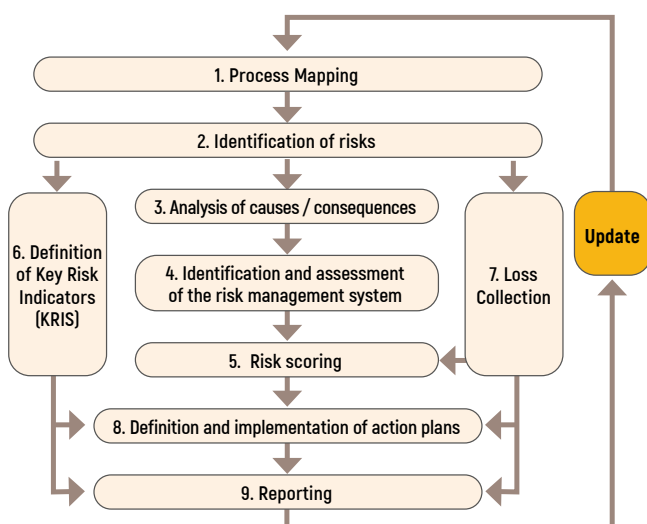 1. Process Mapping
2. Identification of risks
3. Analysis of causes / consequences
6. Definition
of Key Risk
Indicators
(KRIS)
4. Identification and assessment
of the risk management system
7. Loss
Collection
Update
5. Risk scoring
8. Definition and implementation of action plans
9. Reporting